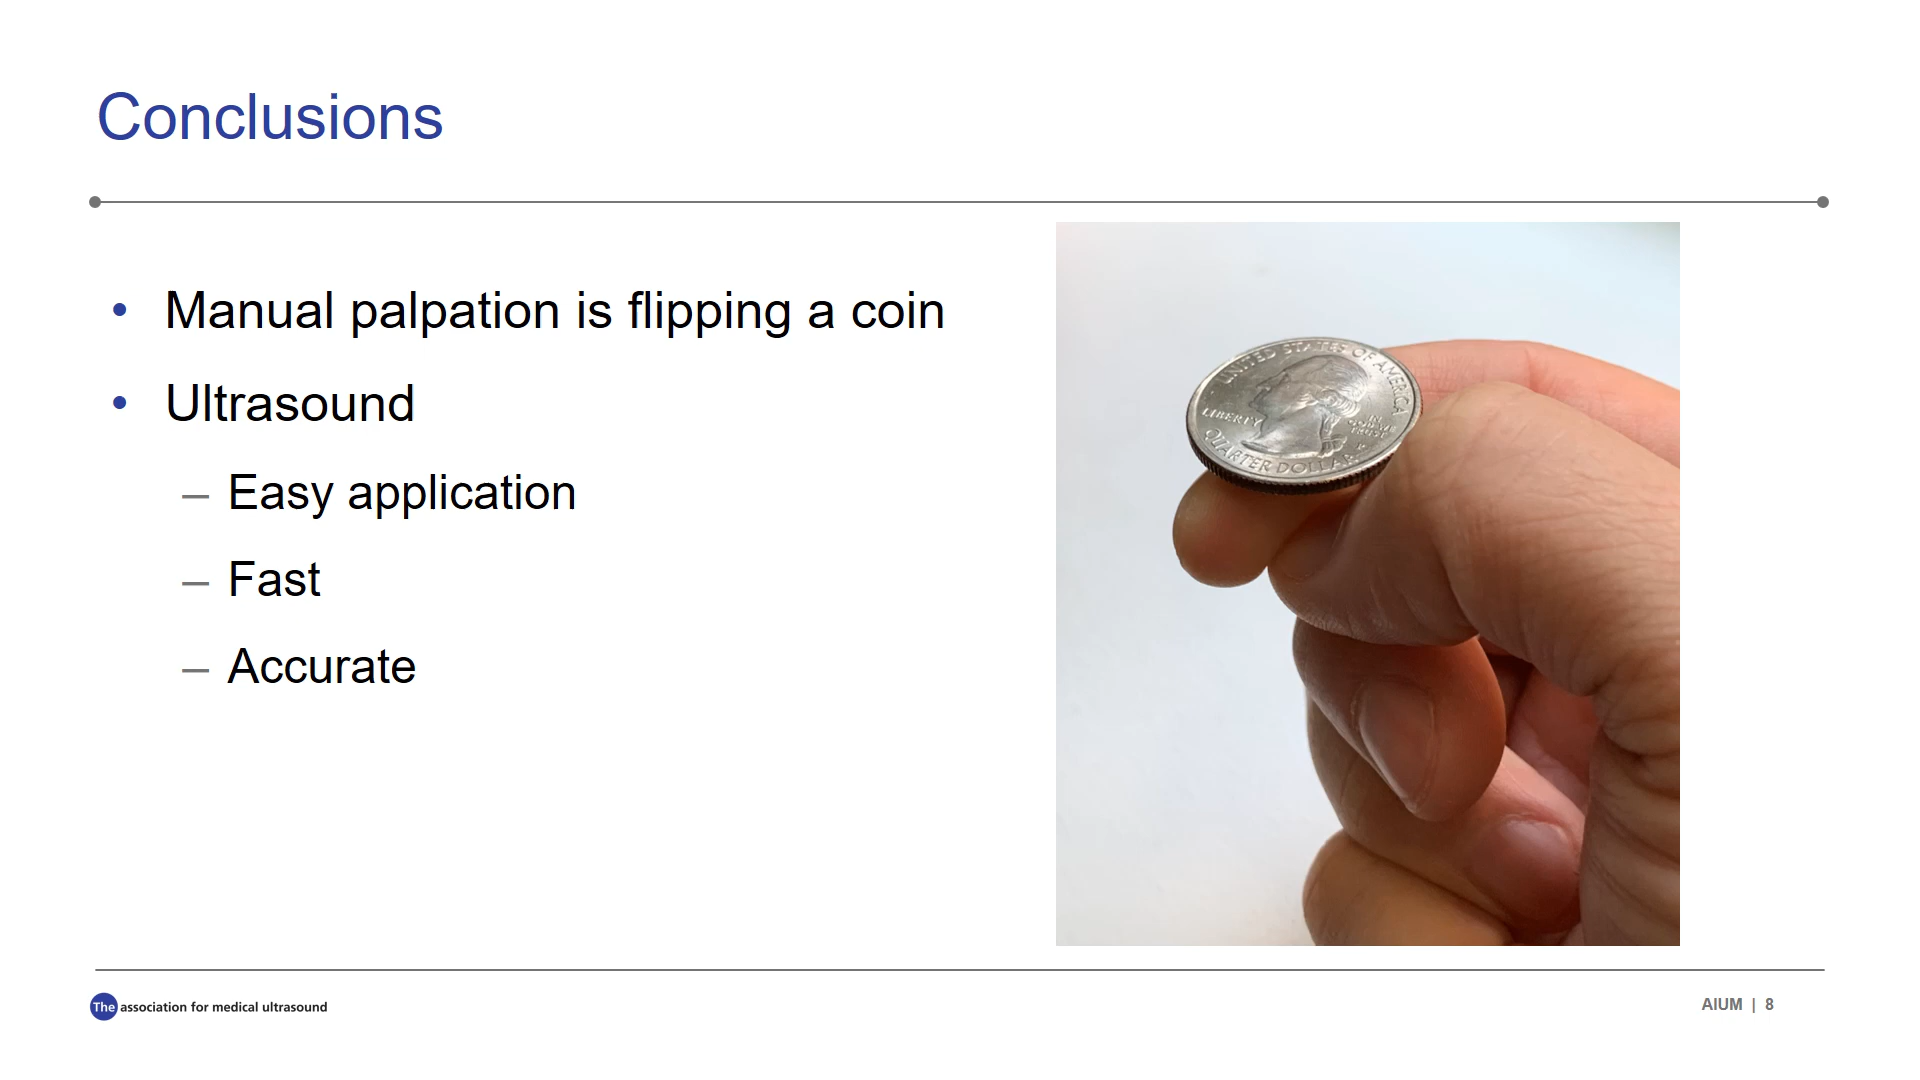 Conclusions
• Manual palpation is flipping a coin
• Ultrasound
– Easy application
– Fast
– Accurate
UNITED STATES OF AMERICA
LIBERTY
IN
GOD WE
TRUST
QUARTER DOLLAR
The association for medical ultrasound
AIUM | 8